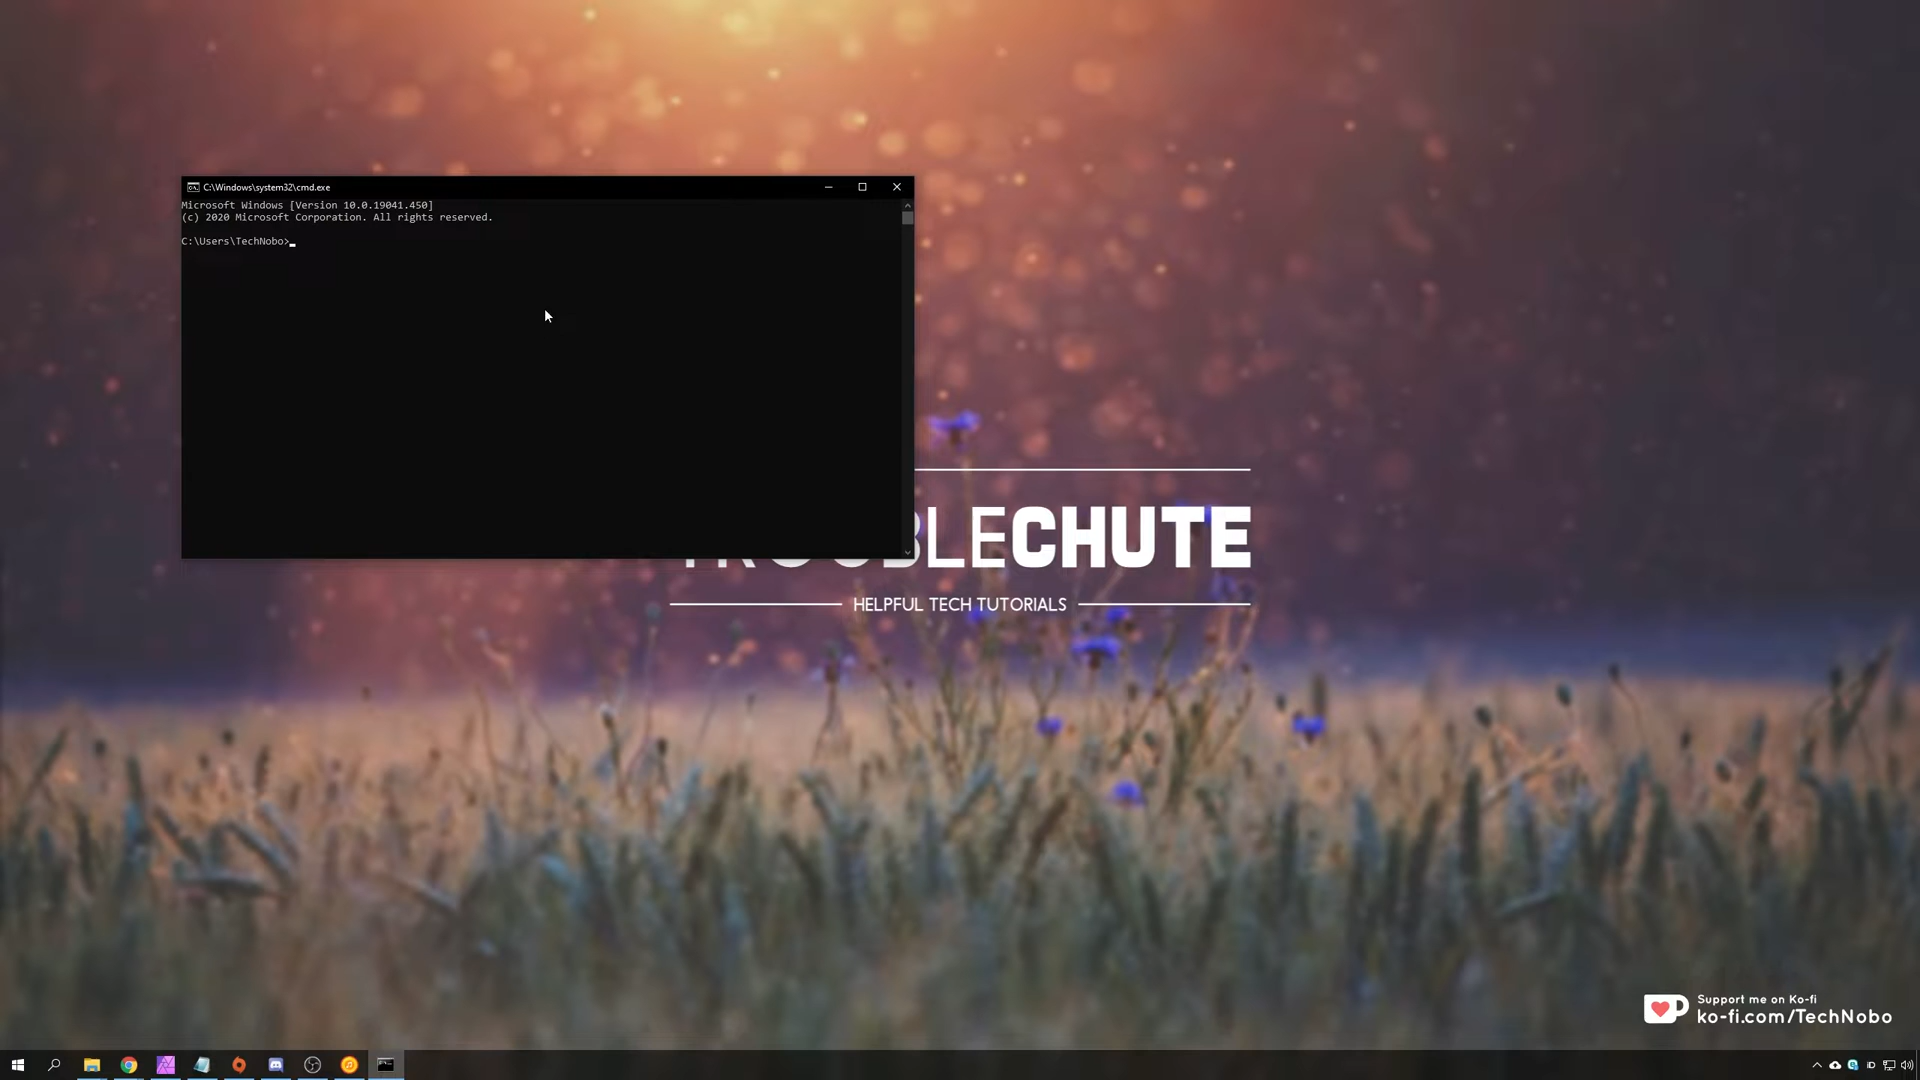 C:\Windows\system32\cmd.exe
Microsoft Windows [Version 10.0.19041.450]
(c) 2020 Microsoft Corporation. All rights reserved.
C:\Users\TechNobo>
CHUTE
HELPFUL TECH TUTORIALS
Support me on Ko-fi
ko-fi.com/TechNobo